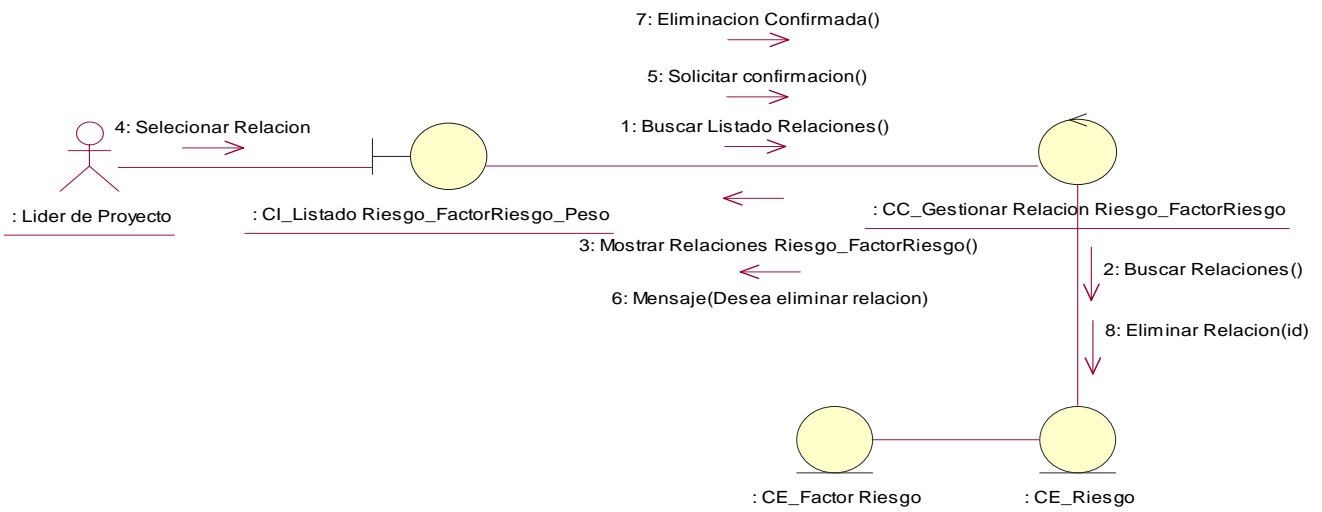 7: Eliminacion Confirmada()
5: Solicitar confirmacion()
4: Selecionar Relacion
1: Buscar Listado Relaciones()
: Lider de Proyecto
: CI_Listado Riesgo_FactorRiesgo_Peso
: CC_Gestionar Relacion Riesgo_FactorRiesgo
3: Mostrar Relaciones Riesgo_FactorRiesgo()
2: Buscar Relaciones()
6: Mensaje(Desea eliminar relacion)
8: Eliminar Relacion(id)
: CE_Factor Riesgo
: CE_Riesgo